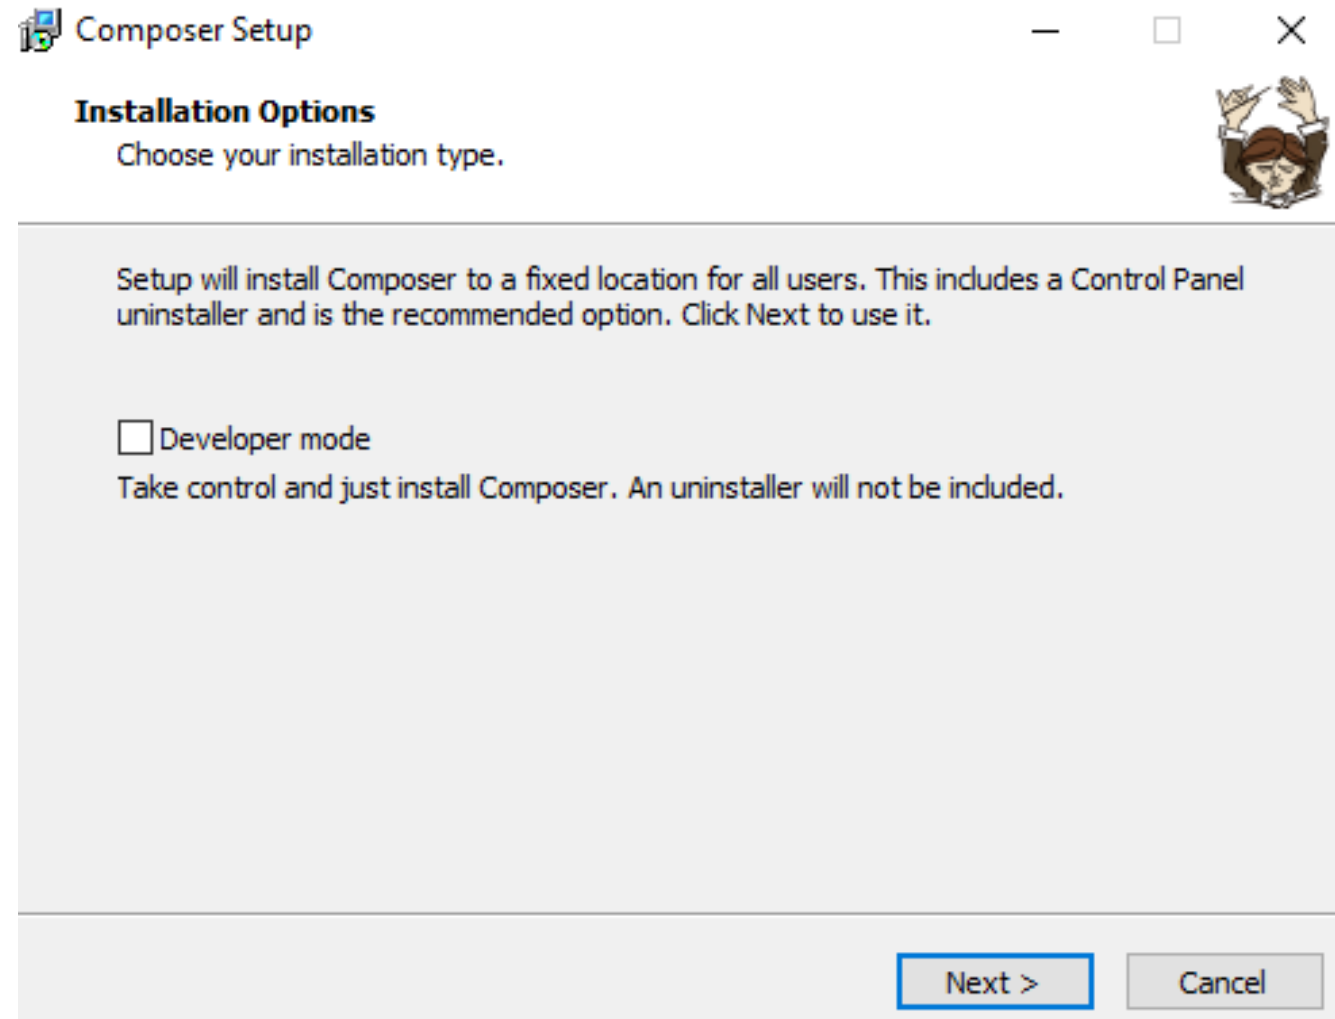 Composer Setup
Installation Options
Choose your installation type.
Setup will install Composer to a fixed location for all users. This includes a Control Panel
uninstaller and is the recommended option. Click Next to use it.
Developer mode
Take control and just install Composer. An uninstaller will not be included.
Next >
Cancel